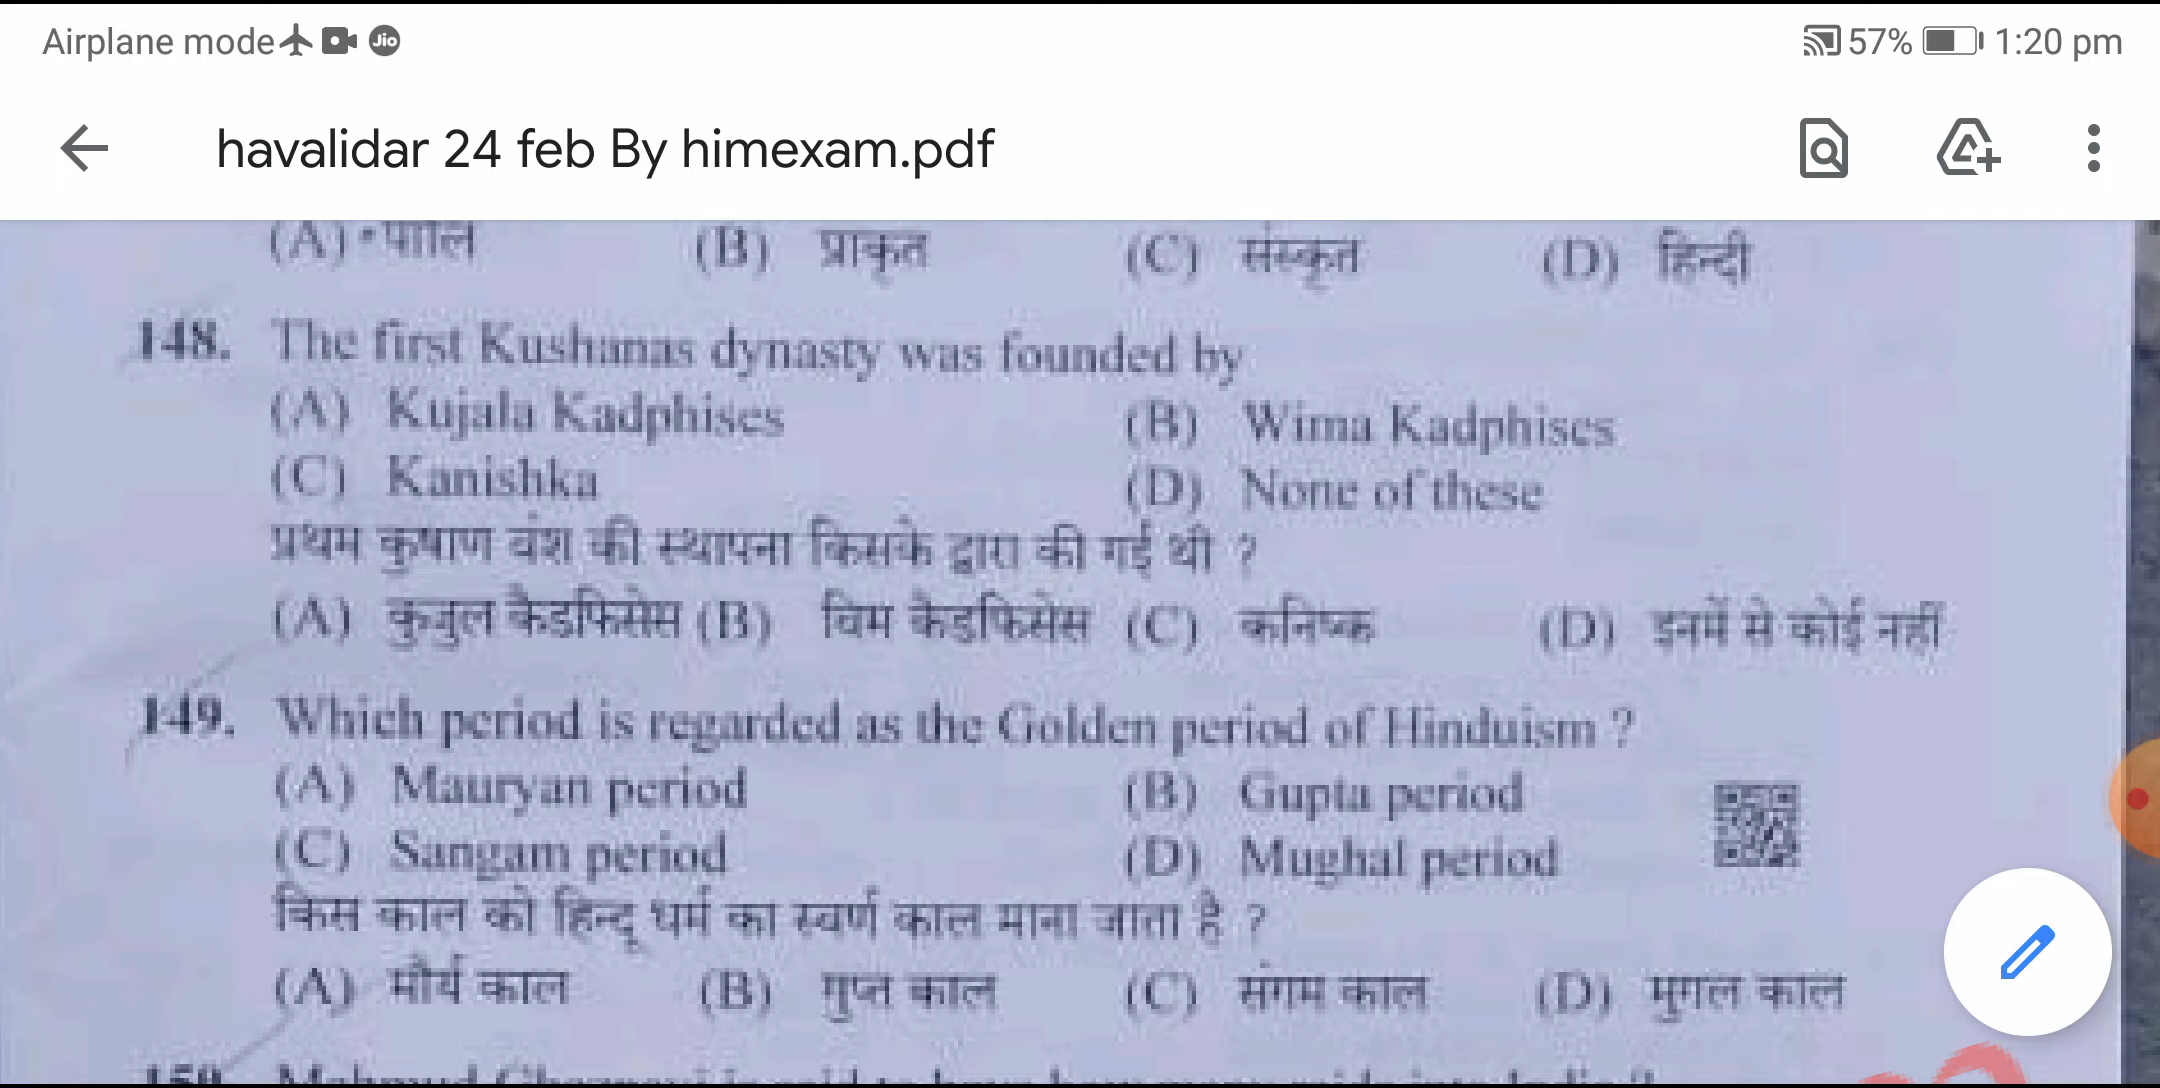 Airplane mode Jio 57% 1:20 pm
havalidar 24 feb By himexam.pdf
(A) पालि (B) प्राकृत (C) संस्कृत (D) हिन्दी
148. The first Kushanas dynasty was founded by
(A) Kujala Kadphises (B) Wima Kadphises
(C) Kanishka (D) None of these
प्रथम कुषाण वंश की स्थापना किसके द्वारा की गई थी ?
(A) कुजुल कैडफिसेस (B) विम कैडफिसेस (C) कनिष्क (D) इनमें से कोई नहीं
149. Which period is regarded as the Golden period of Hinduism ?
(A) Mauryan period (B) Gupta period
(C) Sangam period (D) Mughal period
किस काल को हिन्दू धर्म का स्वर्ण काल माना जाता है ?
(A) मौर्य काल (B) गुप्त काल (C) संगम काल (D) मुगल काल
150.